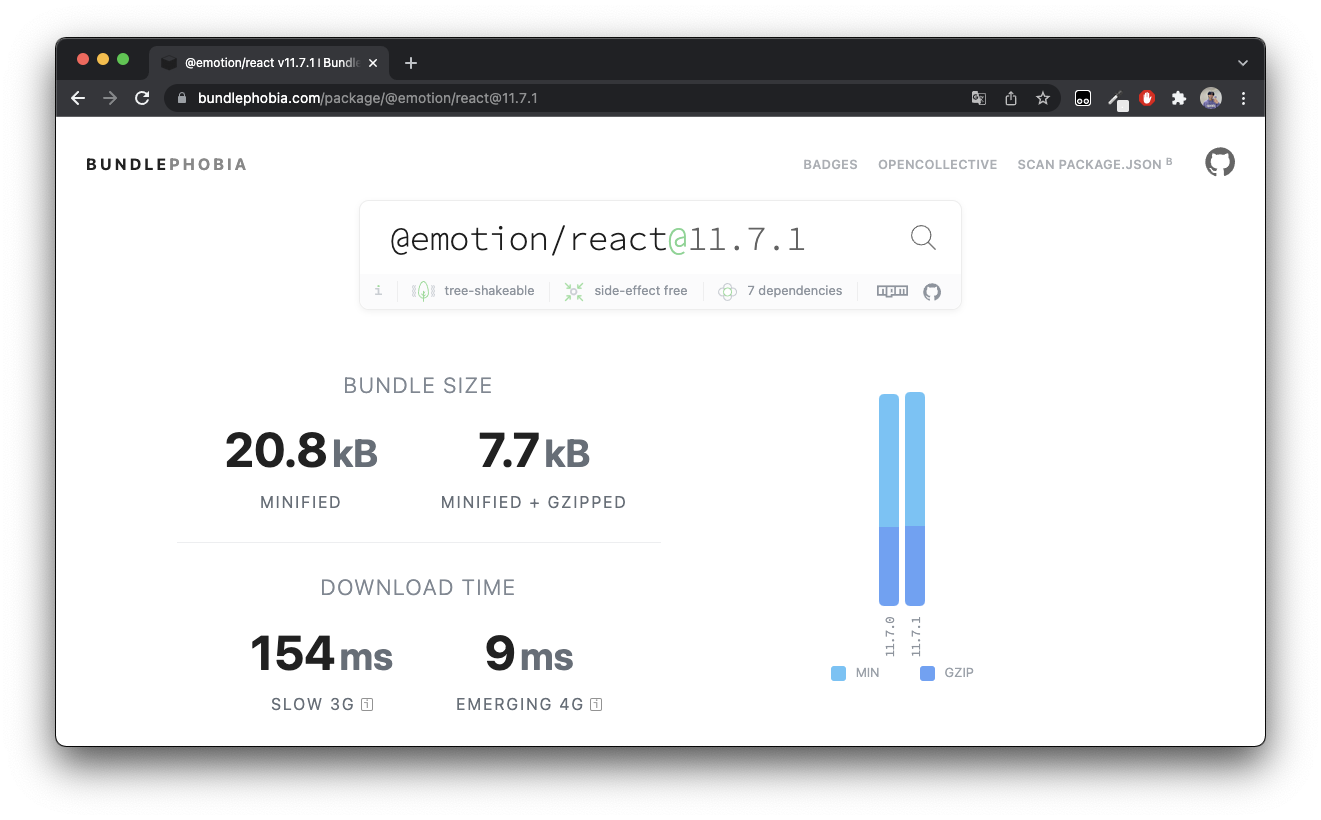 @emotion/react v11.7.1 | Bundle
bundlephobia.com/package/@emotion/react@11.7.1
BUNDLEPHOBIA
BADGES OPENCOLLECTIVE SCAN PACKAGE.JSON β
@emotion/react@11.7.1
i tree-shakeable side-effect free 7 dependencies npm
BUNDLE SIZE
20.8 kB 7.7 kB
MINIFIED MINIFIED + GZIPPED
DOWNLOAD TIME
154 ms 9 ms
SLOW 3G i EMERGING 4G i
11.7.0 11.7.1
MIN GZIP